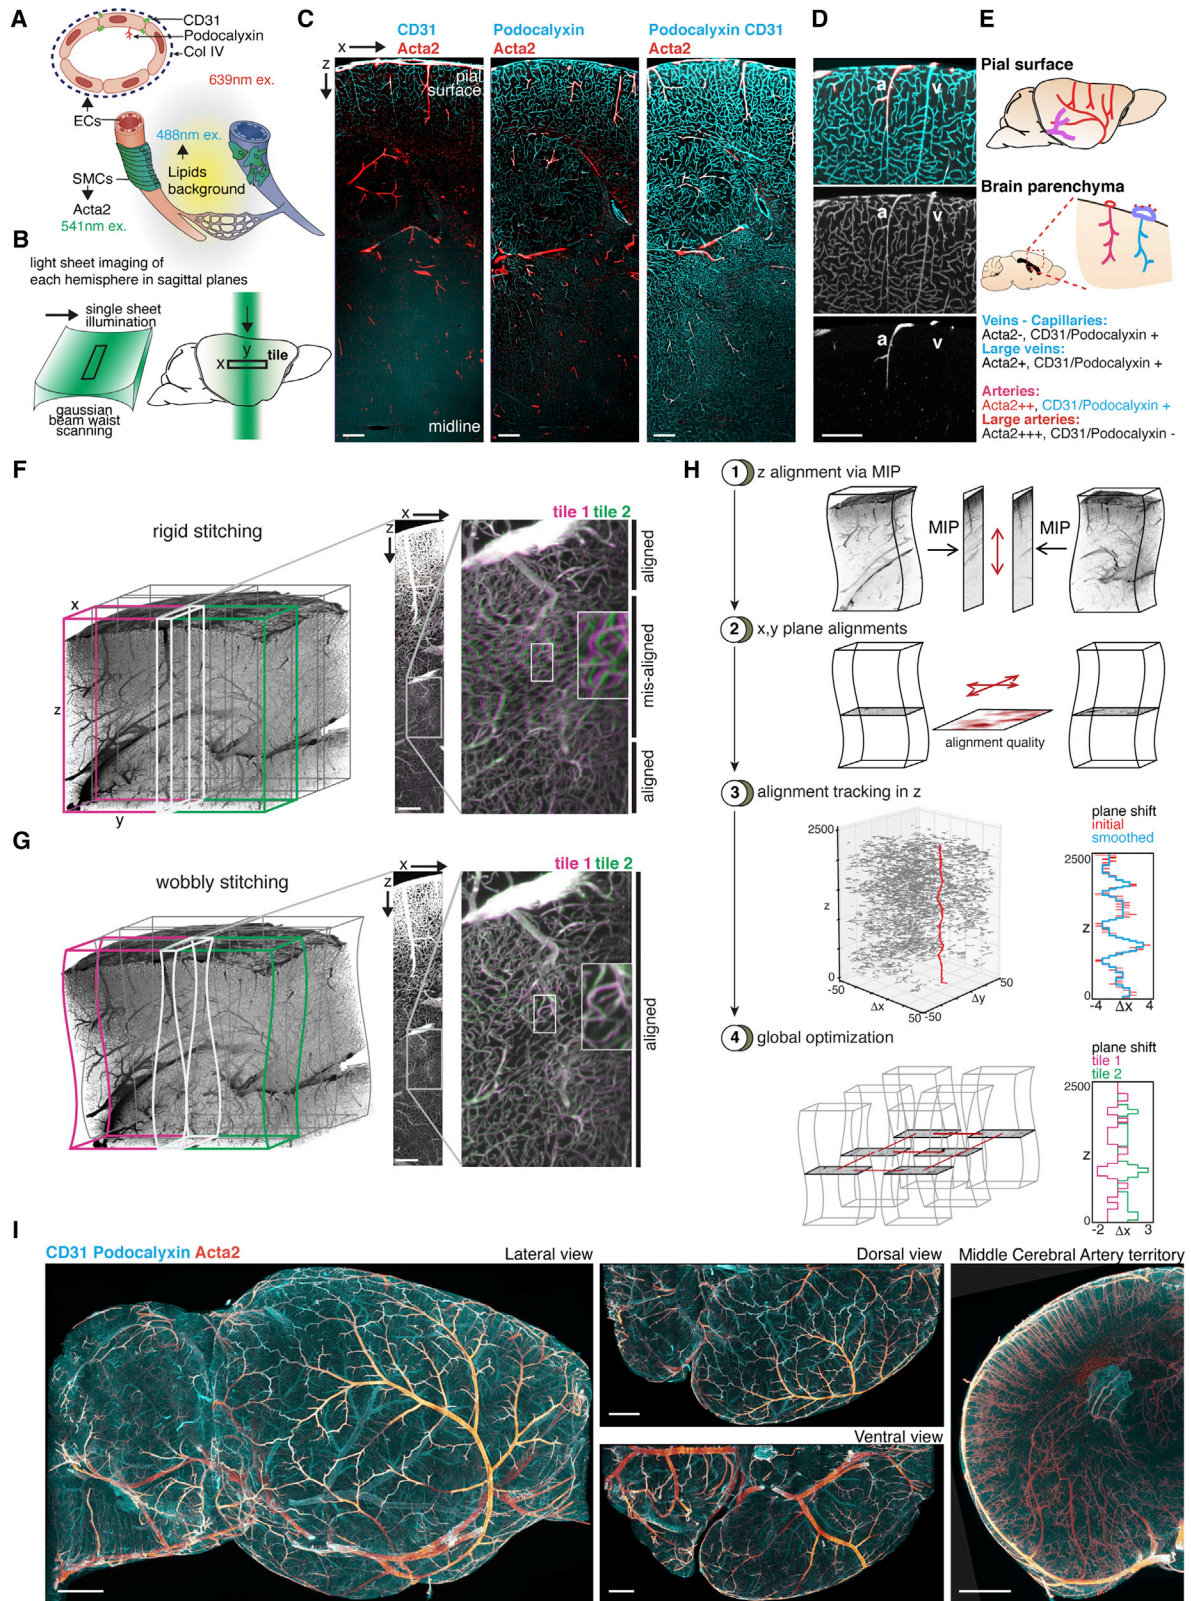 A
CD31
Podocalyxin
Col IV
639nm ex.
ECs
488nm ex.
Lipids
background
SMCs
Acta2
541nm ex.
B
light sheet imaging of
each hemisphere in sagittal planes
single sheet
illumination
y
x
tile
gaussian
beam waist
scanning
C
x
z
CD31
Acta2
Podocalyxin
Acta2
Podocalyxin CD31
Acta2
pial
surface
midline
D
a
v
a
v
a
v
E
Pial surface
Brain parenchyma
Veins - Capillaries:
Acta2-, CD31/Podocalyxin +
Large veins:
Acta2+, CD31/Podocalyxin +
Arteries:
Acta2++, CD31/Podocalyxin +
Large arteries:
Acta2+++, CD31/Podocalyxin -
F
rigid stitching
x
z
y
x
z
tile 1 tile 2
aligned
mis-aligned
aligned
G
wobbly stitching
x
z
tile 1 tile 2
aligned
H
1
z alignment via MIP
MIP
MIP
2
x,y plane alignments
alignment quality
3
alignment tracking in z
2500
z
0
-50
Δx
50
-50
Δy
50
plane shift
initial
smoothed
2500
z
0
-4
Δx
4
4
global optimization
plane shift
tile 1
tile 2
2500
z
0
-2
Δx
3
I
CD31 Podocalyxin Acta2
Lateral view
Dorsal view
Ventral view
Middle Cerebral Artery territory